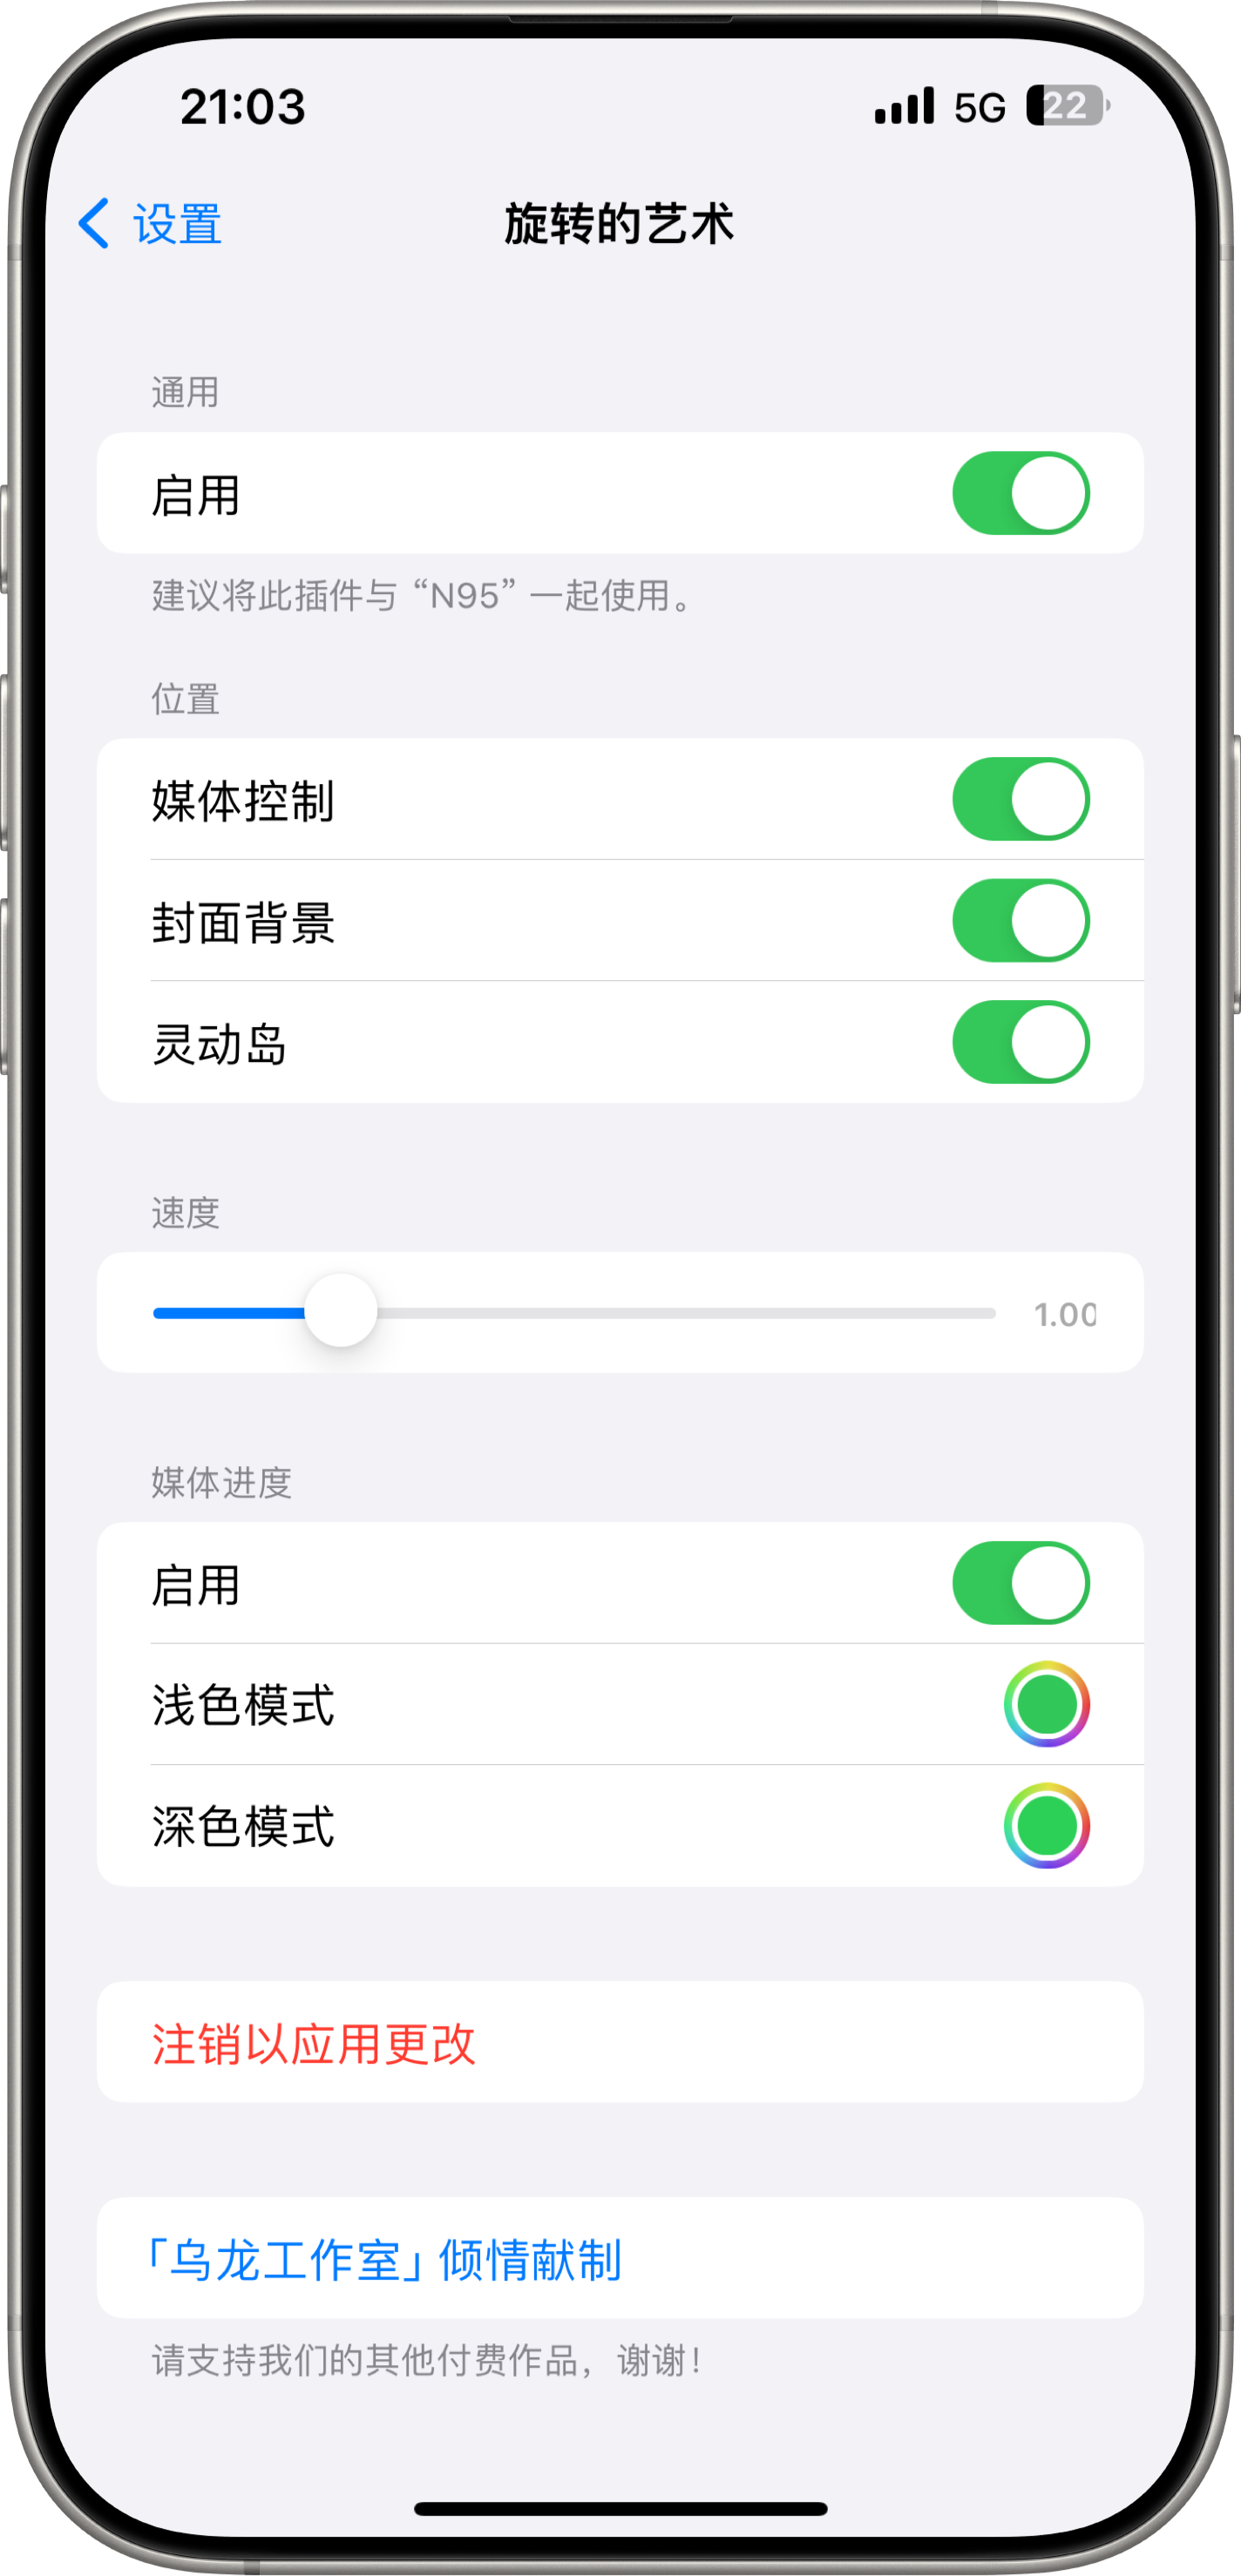 21:03
5G 22
设置
旋转的艺术
通用
启用
建议将此插件与 “N95” 一起使用。
位置
媒体控制
封面背景
灵动岛
速度
1.00
媒体进度
启用
浅色模式
深色模式
注销以应用更改
「乌龙工作室」倾情献制
请支持我们的其他付费作品，谢谢！